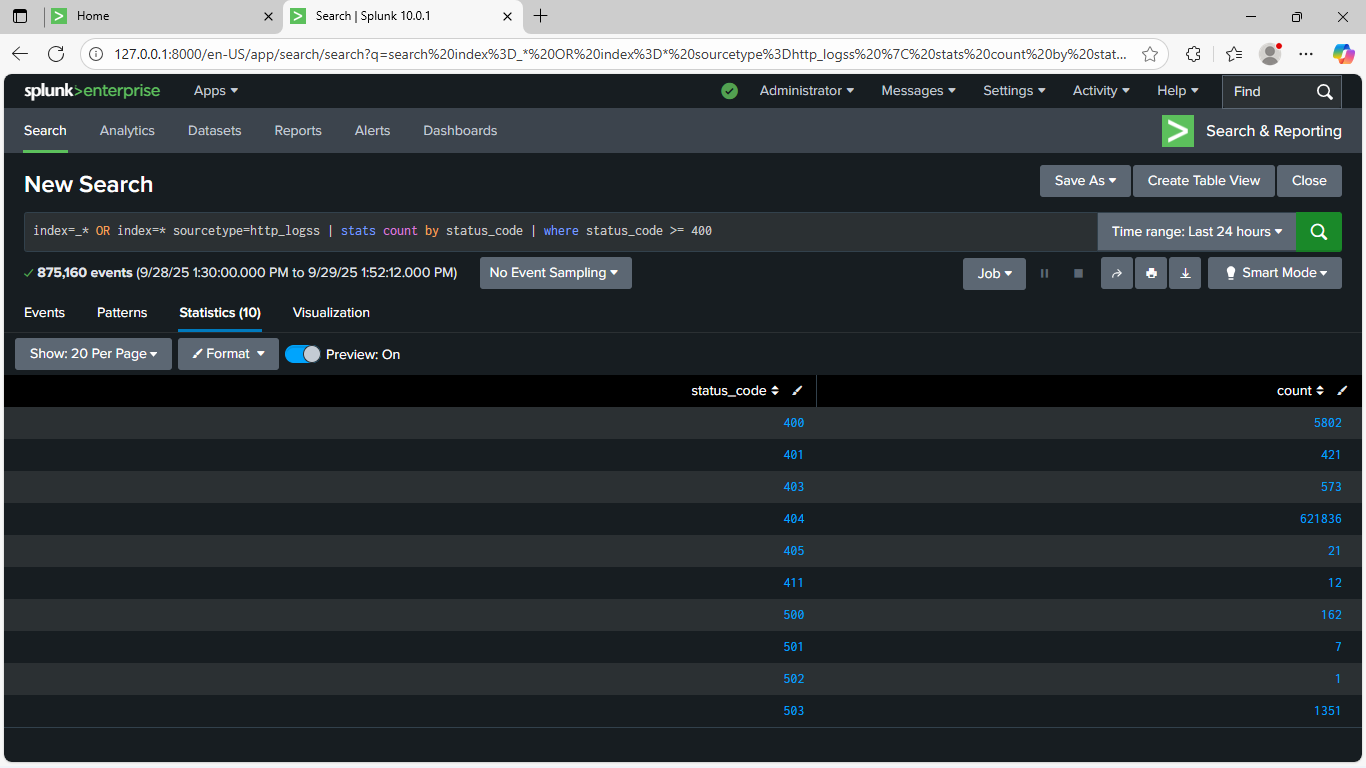 Home
Search | Splunk 10.0.1
127.0.0.1:8000/en-US/app/search/search?q=search%20index%3D_*%20OR%20index%3D*%20sourcetype%3Dhttp_logss%20%7C%20stats%20count%20by%20stat...
splunk>enterprise Apps Administrator Messages Settings Activity Help Find
Search Analytics Datasets Reports Alerts Dashboards Search & Reporting
New Search Save As Create Table View Close
index=_* OR index=* sourcetype=http_logss | stats count by status_code | where status_code >= 400 Time range: Last 24 hours
875,160 events (9/28/25 1:30:00.000 PM to 9/29/25 1:52:12.000 PM) No Event Sampling Job Smart Mode
Events Patterns Statistics (10) Visualization
Show: 20 Per Page Format Preview: On
status_code count
400 5802
401 421
403 573
404 621836
405 21
411 12
500 162
501 7
502 1
503 1351